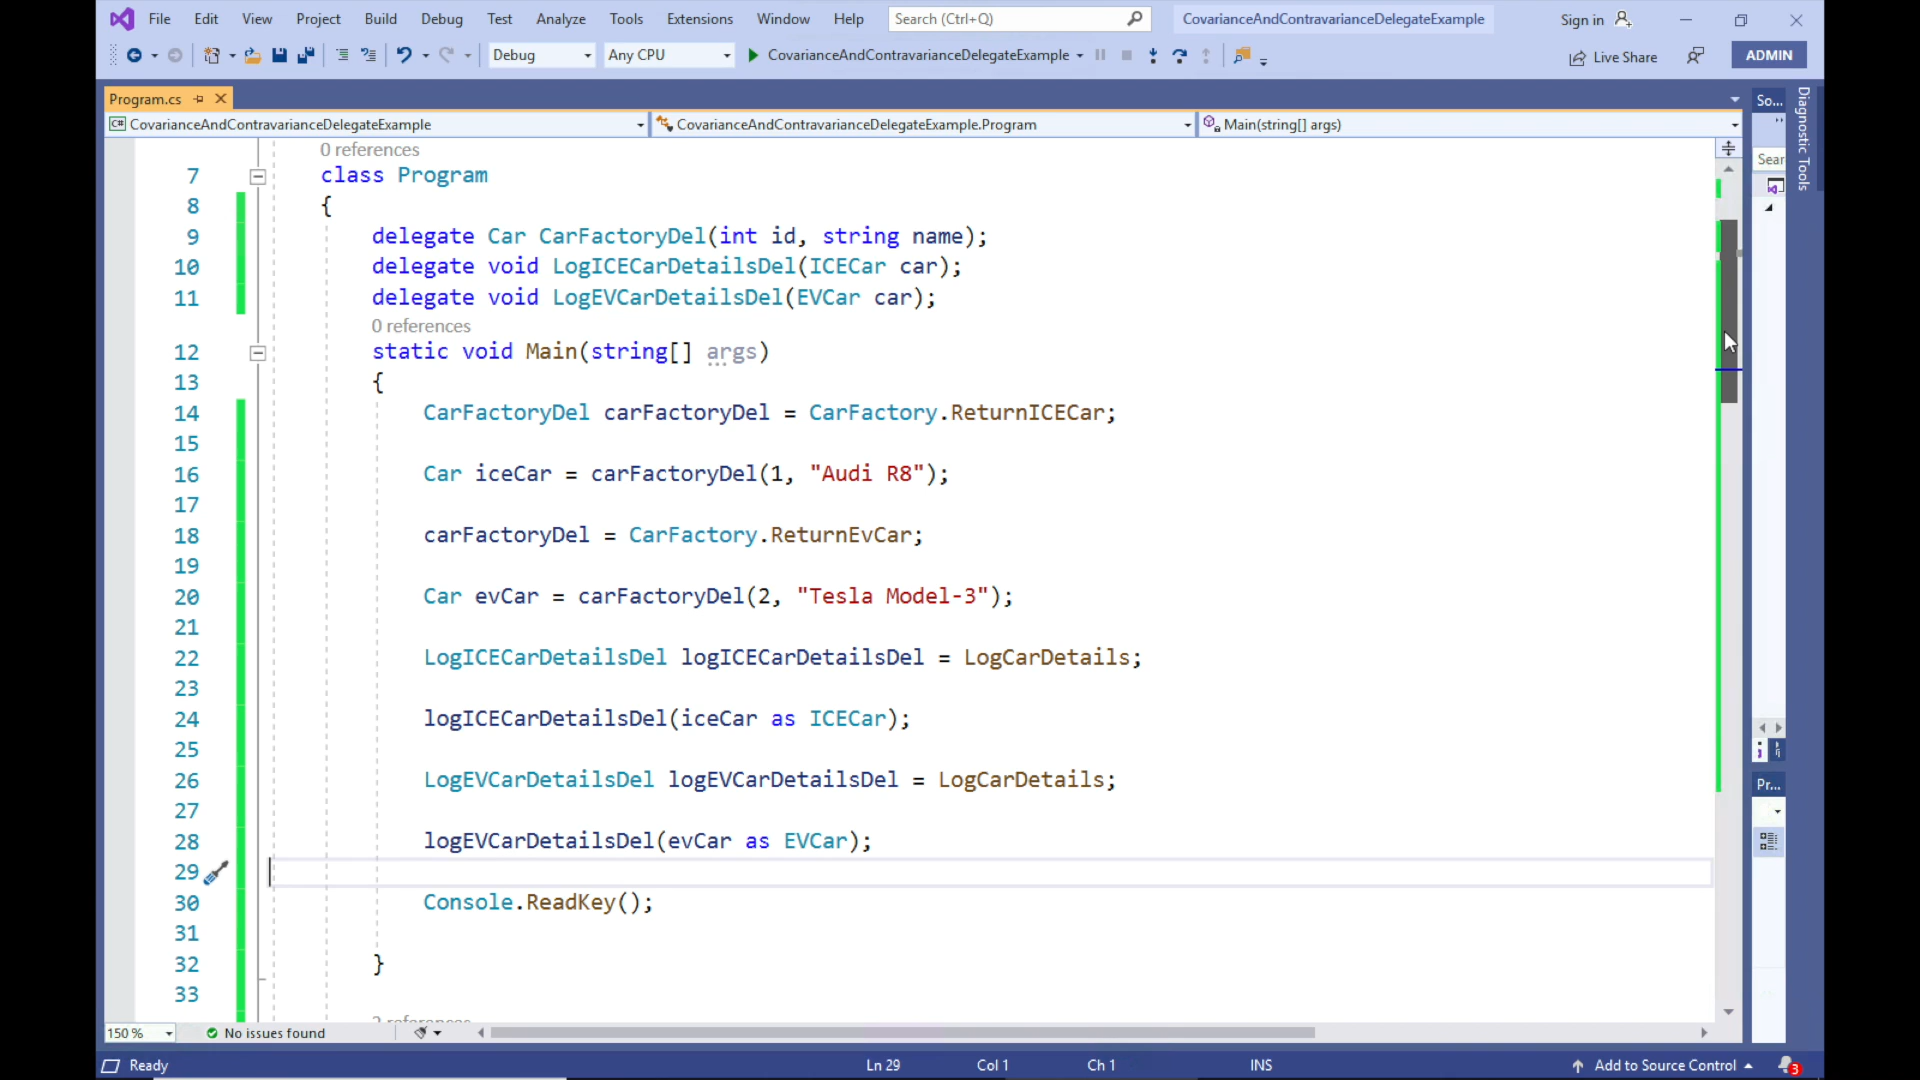 File Edit View Project Build Debug Test Analyze Tools Extensions Window Help Search (Ctrl+Q) CovarianceAndContravarianceDelegateExample Sign in
Debug Any CPU CovarianceAndContravarianceDelegateExample Live Share ADMIN
Program.cs So...
CovarianceAndContravarianceDelegateExample CovarianceAndContravarianceDelegateExample.Program Main(string[] args)
Diagnostic Tools
Sear
0 references
7 class Program
8 {
9 delegate Car CarFactoryDel(int id, string name);
10 delegate void LogICECarDetailsDel(ICECar car);
11 delegate void LogEVCarDetailsDel(EVCar car);
0 references
12 static void Main(string[] args)
13 {
14 CarFactoryDel carFactoryDel = CarFactory.ReturnICECar;
15
16 Car iceCar = carFactoryDel(1, "Audi R8");
17
18 carFactoryDel = CarFactory.ReturnEvCar;
19
20 Car evCar = carFactoryDel(2, "Tesla Model-3");
21
22 LogICECarDetailsDel logICECarDetailsDel = LogCarDetails;
23
24 logICECarDetailsDel(iceCar as ICECar);
25
26 LogEVCarDetailsDel logEVCarDetailsDel = LogCarDetails;
27
28 logEVCarDetailsDel(evCar as EVCar);
29
30 Console.ReadKey();
31
32 }
33
Pr...
150 % No issues found
Ready Ln 29 Col 1 Ch 1 INS Add to Source Control 3